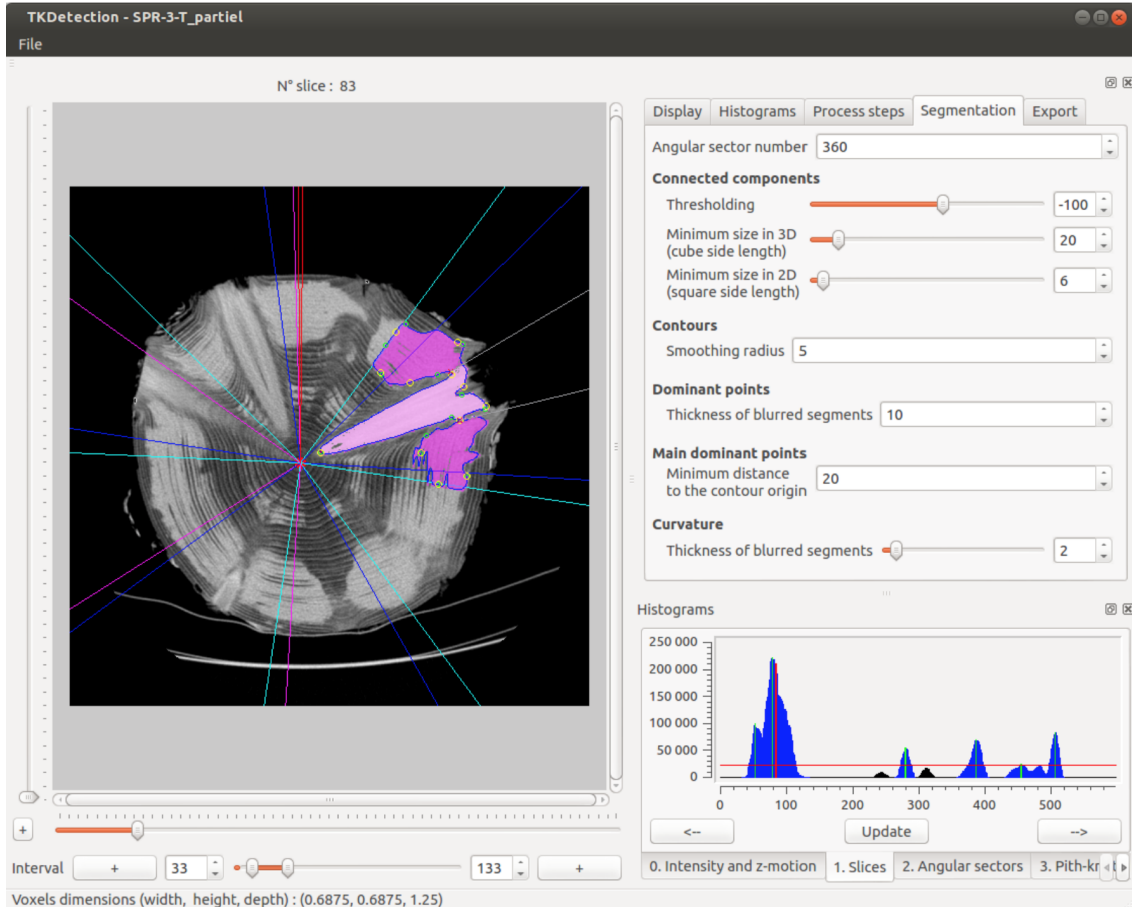 TKDetection - SPR-3-T_partiel
File
N° slice : 83
Display Histograms Process steps Segmentation Export
Angular sector number 360
Connected components
Thresholding -100
Minimum size in 3D
(cube side length) 20
Minimum size in 2D
(square side length) 6
Contours
Smoothing radius 5
Dominant points
Thickness of blurred segments 10
Main dominant points
Minimum distance
to the contour origin 20
Curvature
Thickness of blurred segments 2
Histograms
250 000
200 000
150 000
100 000
50 000
0
0 100 200 300 400 500
<-- Update -->
0. Intensity and z-motion 1. Slices 2. Angular sectors 3. Pith-kn
+
Interval + 33 133 +
Voxels dimensions (width, height, depth) : (0.6875, 0.6875, 1.25)